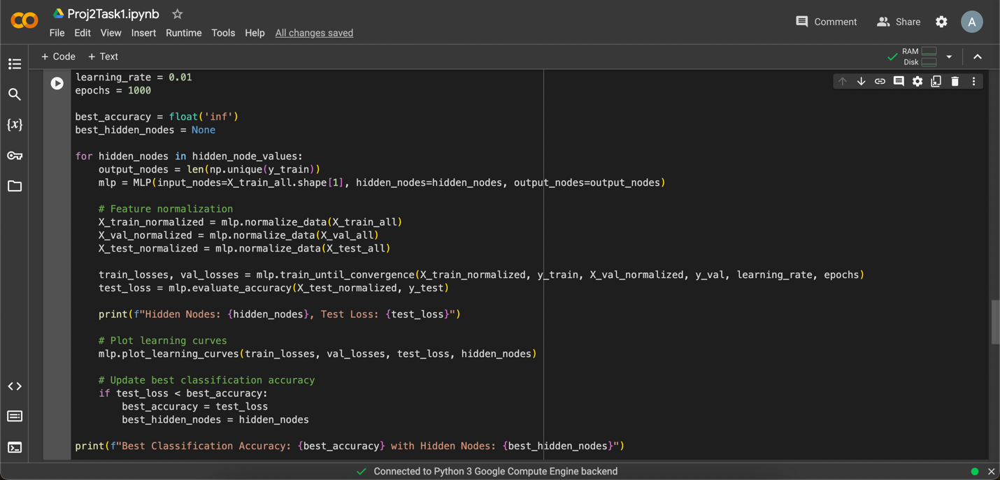 Proj2Task1.ipynb
File Edit View Insert Runtime Tools Help All changes saved
Comment Share A
+ Code + Text
RAM
Disk
learning_rate = 0.01
epochs = 1000
best_accuracy = float('inf')
best_hidden_nodes = None
for hidden_nodes in hidden_node_values:
    output_nodes = len(np.unique(y_train))
    mlp = MLP(input_nodes=X_train_all.shape[1], hidden_nodes=hidden_nodes, output_nodes=output_nodes)
    # Feature normalization
    X_train_normalized = mlp.normalize_data(X_train_all)
    X_val_normalized = mlp.normalize_data(X_val_all)
    X_test_normalized = mlp.normalize_data(X_test_all)
    train_losses, val_losses = mlp.train_until_convergence(X_train_normalized, y_train, X_val_normalized, y_val, learning_rate, epochs)
    test_loss = mlp.evaluate_accuracy(X_test_normalized, y_test)
    print(f"Hidden Nodes: {hidden_nodes}, Test Loss: {test_loss}")
    # Plot learning curves
    mlp.plot_learning_curves(train_losses, val_losses, test_loss, hidden_nodes)
    # Update best classification accuracy
    if test_loss < best_accuracy:
        best_accuracy = test_loss
        best_hidden_nodes = hidden_nodes
print(f"Best Classification Accuracy: {best_accuracy} with Hidden Nodes: {best_hidden_nodes}")
Connected to Python 3 Google Compute Engine backend